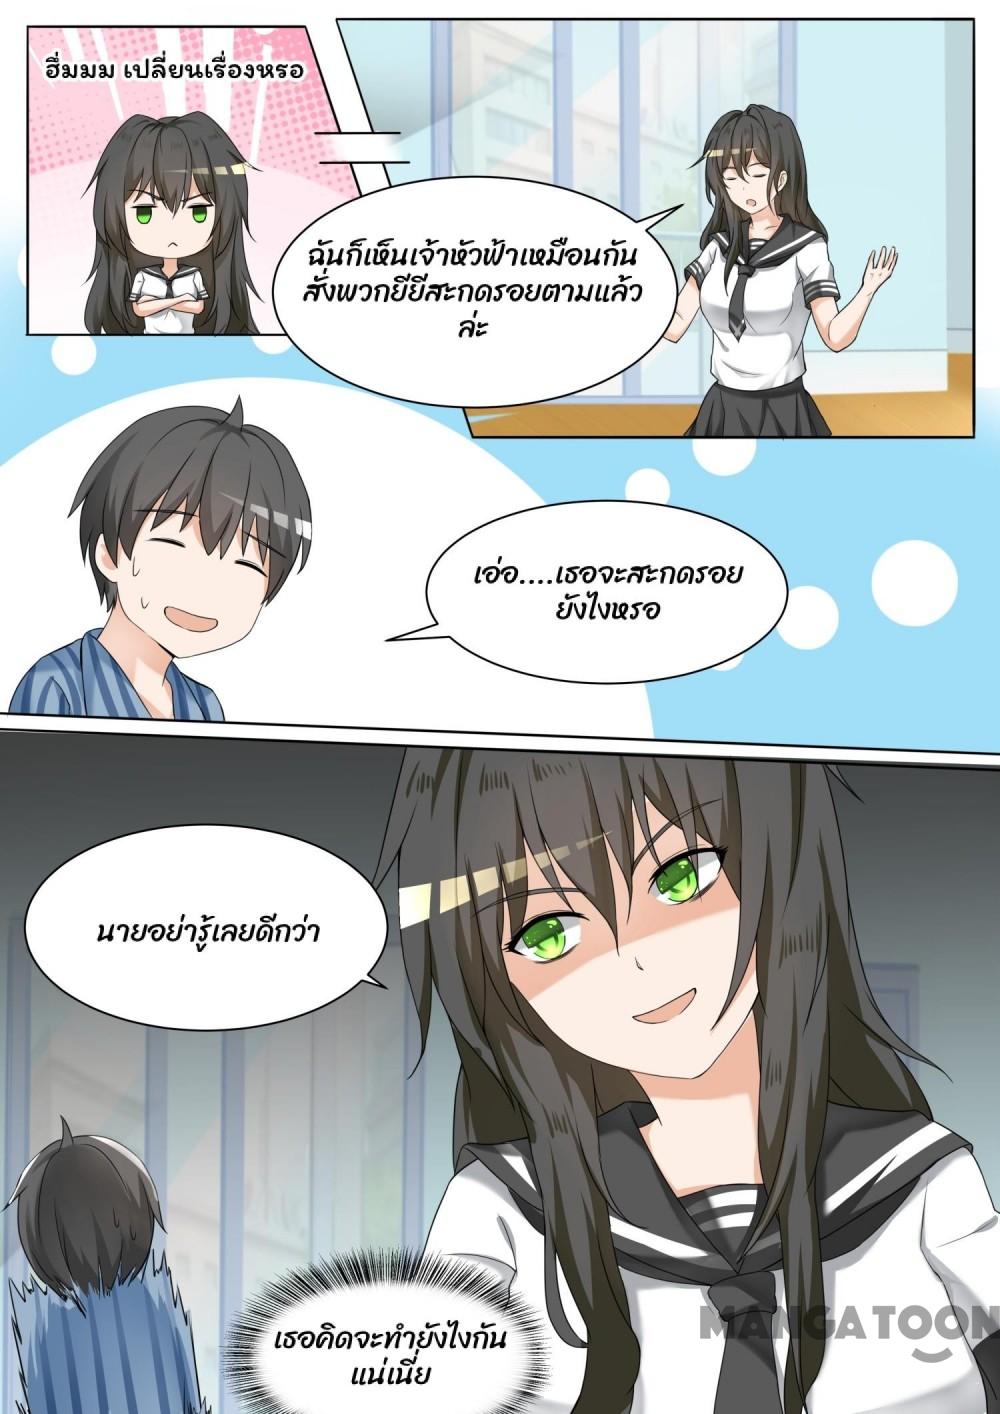 ฮึ่มมม เปลี่ยนเรื่องหรอ
ฉันก็เห็นเจ้าหัวฟ้าเหมือนกัน
สั่งพวกยียีสะกดรอยตามแล้ว
ล่ะ
เอ่อ....เธอจะสะกดรอย
ยังไงหรอ
นายอย่ารู้เลยดีกว่า
เธอคิดจะทำยังไงกัน
แน่เนี่ย
MANGATOON